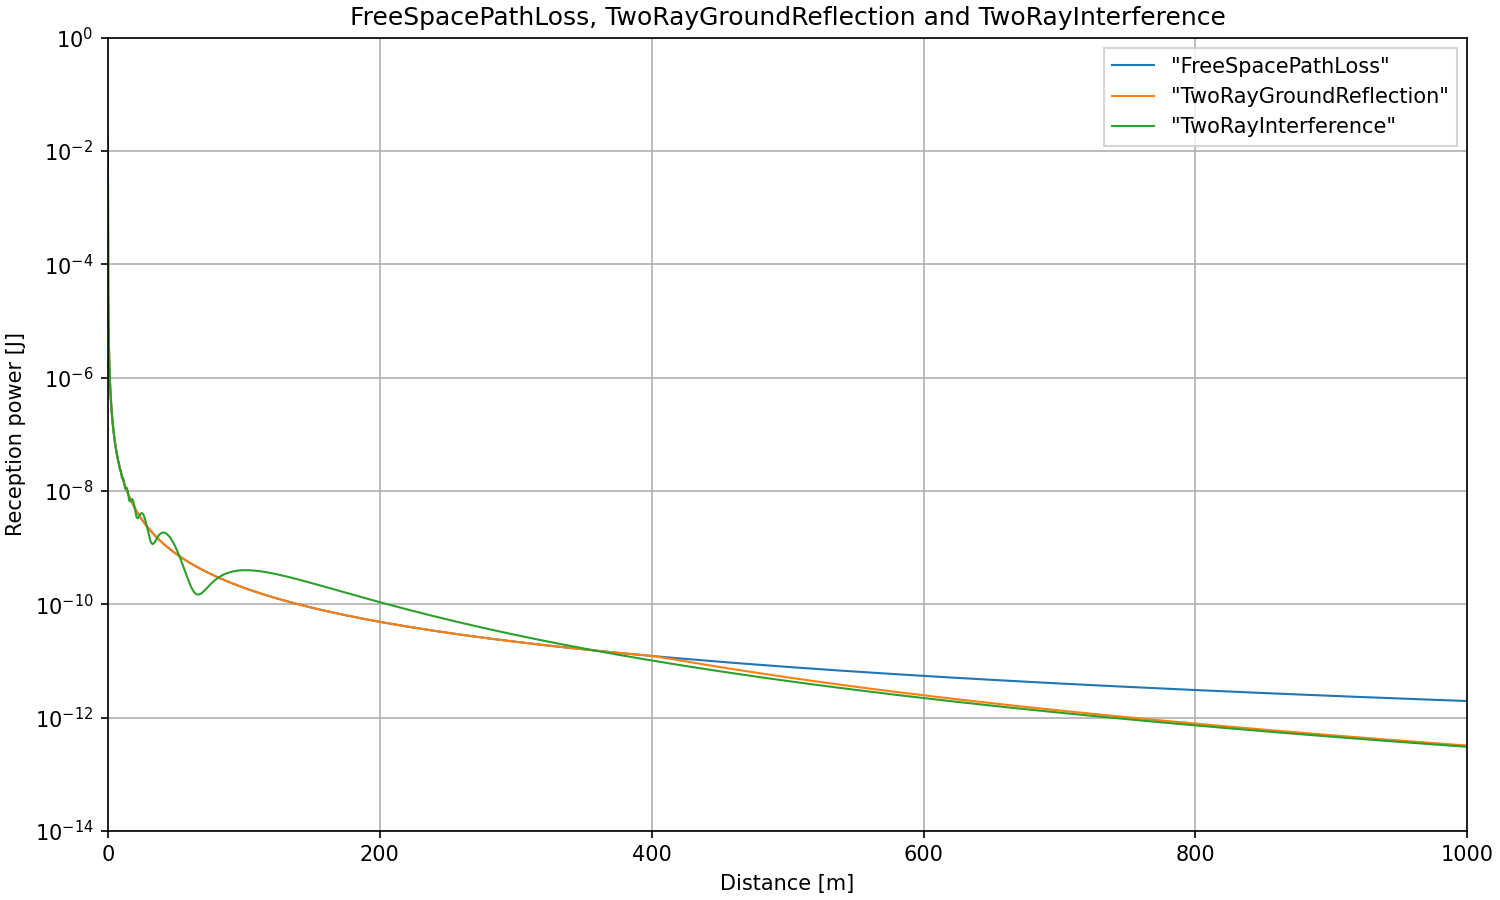 FreeSpacePathLoss, TwoRayGroundReflection and TwoRayInterference
Reception power [J]
10^0
10^-2
10^-4
10^-6
10^-8
10^-10
10^-12
10^-14
"FreeSpacePathLoss"
"TwoRayGroundReflection"
"TwoRayInterference"
0 200 400 600 800 1000
Distance [m]